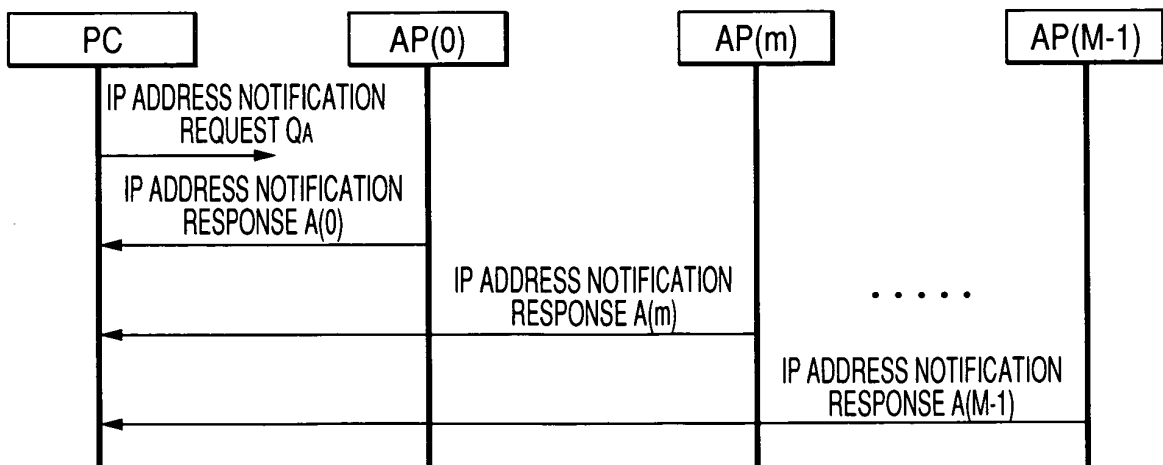 PC
AP(0)
AP(m)
AP(M-1)
IP ADDRESS NOTIFICATION
REQUEST QA
IP ADDRESS NOTIFICATION
RESPONSE A(0)
IP ADDRESS NOTIFICATION
RESPONSE A(m)
.....
IP ADDRESS NOTIFICATION
RESPONSE A(M-1)